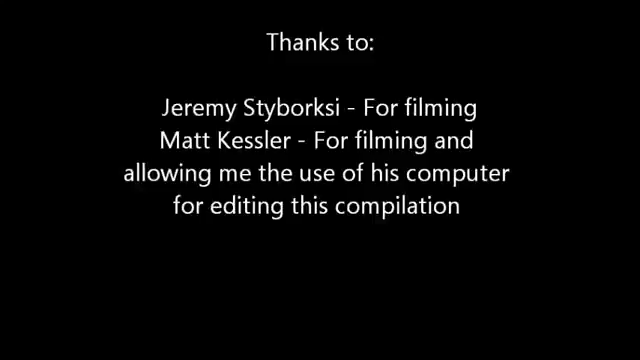 Thanks to:
Jeremy Styborksi - For filming
Matt Kessler - For filming and
allowing me the use of his computer
for editing this compilation